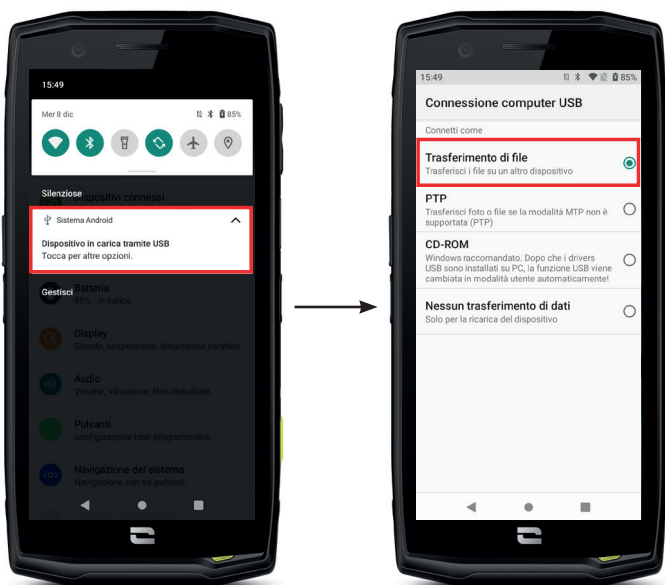 15:49
Mer 8 dic
85%
Silenziose
Dispositivi connessi
Sistema Android
Dispositivo in carica tramite USB
Tocca per altre opzioni.
Batteria
Gestisci
85% - in carica
Display
Sfondo, sospensione, dimensione caratteri
Audio
Volume, vibrazione, Non disturbare
Pulsanti
configurazione tasti programmabili
Navigazione del sistema
Navigazione con tre pulsanti
15:49
85%
Connessione computer USB
Connetti come
Trasferimento di file
Trasferisci i file su un altro dispositivo
PTP
Trasferisci foto o file se la modalità MTP non è
supportata (PTP)
CD-ROM
Windows raccomandato. Dopo che i drivers
USB sono installati su PC, la funzione USB viene
cambiata in modalità utente automaticamente!
Nessun trasferimento di dati
Solo per la ricarica del dispositivo